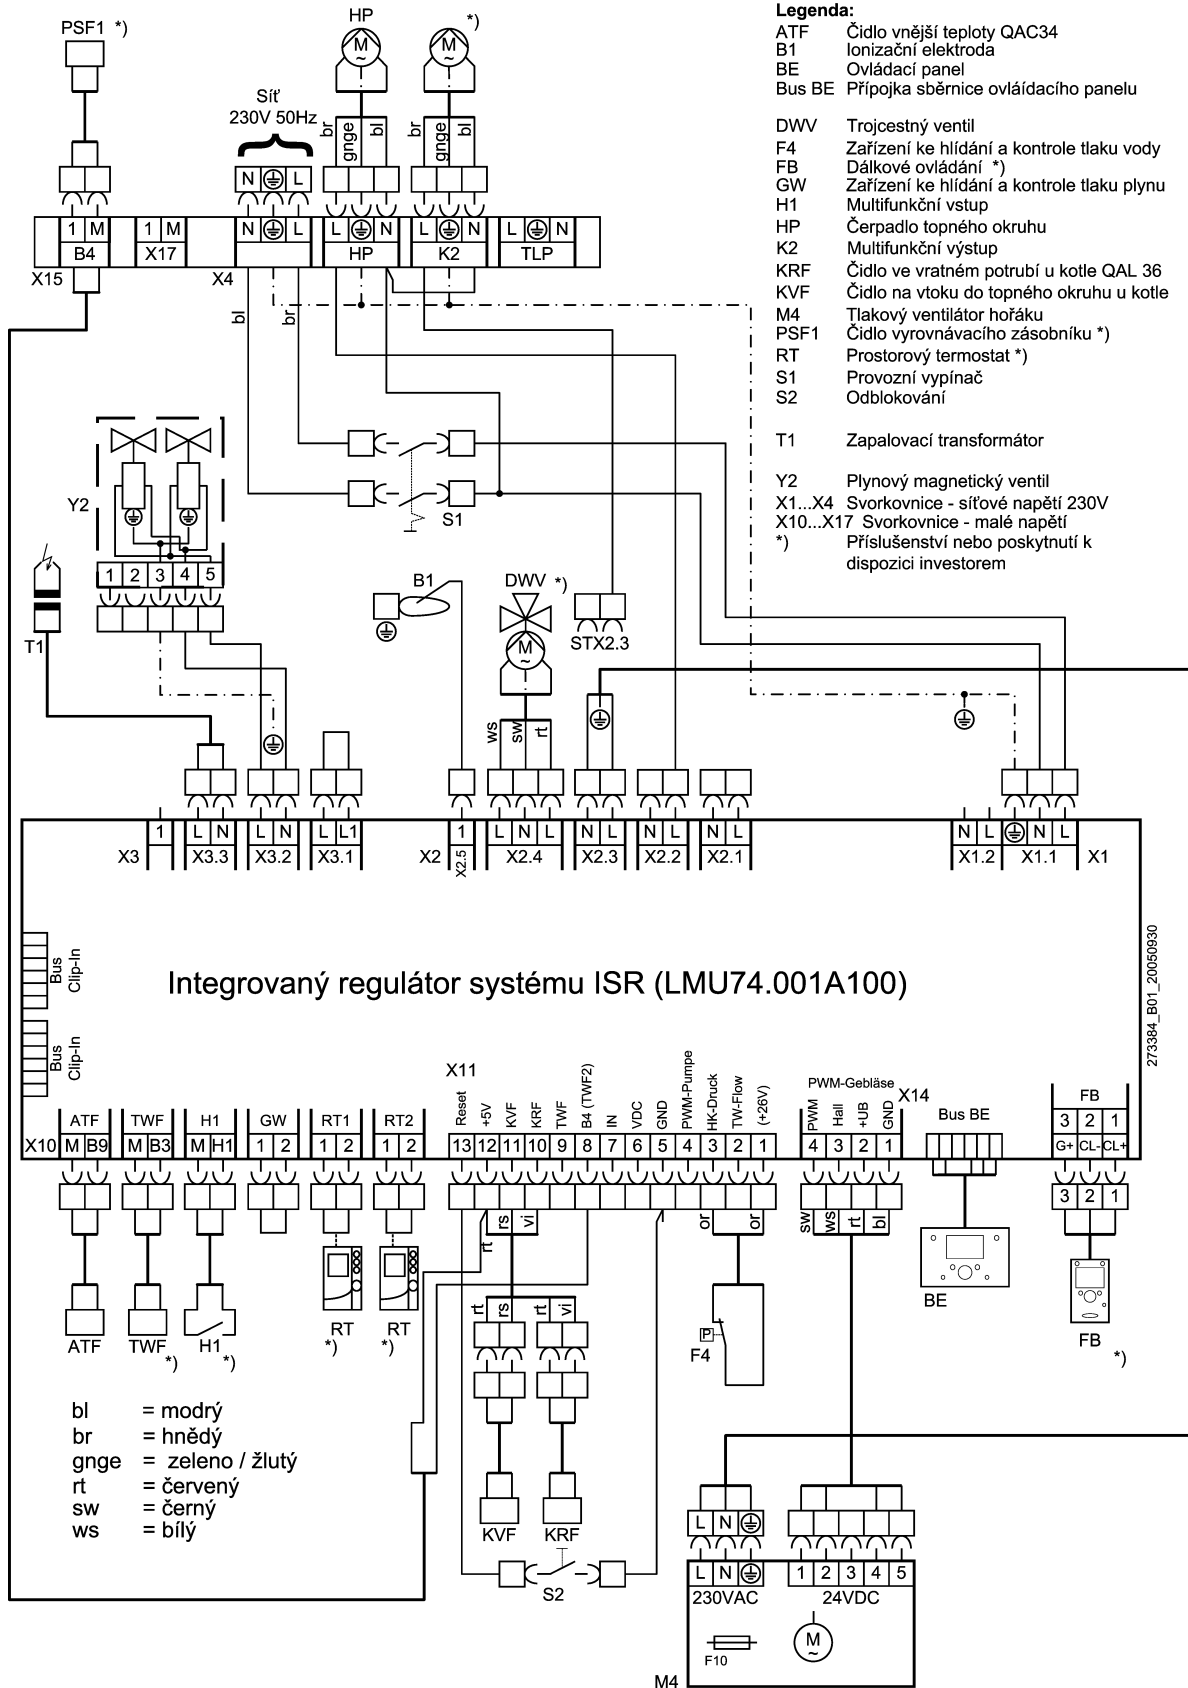 PSF1 *)
HP
M
~
*)
M
~
Síť
230V 50Hz
br
gnge
bl
br
gnge
bl
N L
1 M
B4
1 M
X17
N L
L N
HP
L N
K2
L N
TLP
X15
X4
bl
br
Legenda:
ATF Čidlo vnější teploty QAC34
B1 Ionizační elektroda
BE Ovládací panel
Bus BE Přípojka sběrnice ovláídacího panelu
DWV Trojcestný ventil
F4 Zařízení ke hlídání a kontrole tlaku vody
FB Dálkové ovládání *)
GW Zařízení ke hlídání a kontrole tlaku plynu
H1 Multifunkční vstup
HP Čerpadlo topného okruhu
K2 Multifunkční výstup
KRF Čidlo ve vratném potrubí u kotle QAL 36
KVF Čidlo na vtoku do topného okruhu u kotle
M4 Tlakový ventilátor hořáku
PSF1 Čidlo vyrovnávacího zásobníku *)
RT Prostorový termostat *)
S1 Provozní vypínač
S2 Odblokování
T1 Zapalovací transformátor
Y2 Plynový magnetický ventil
X1...X4 Svorkovnice - síťové napětí 230V
X10...X17 Svorkovnice - malé napětí
*) Příslušenství nebo poskytnutí k
dispozici investorem
Y2
S1
1 2 3 4 5
T1
B1
DWV *)
M
~
STX2.3
ws
sw
rt
X3
1
L N
X3.3
L N
X3.2
L L1
X3.1
X2
1
X2.5
L N L
X2.4
N L
X2.3
N L
X2.2
N L
X2.1
N L
X1.2
N L
X1.1
X1
Bus
Clip-In
Bus
Clip-In
Integrovaný regulátor systému ISR (LMU74.001A100)
273384_B01_20050930
X10
ATF
M B9
TWF
M B3
H1
M H1
GW
1 2
RT1
1 2
RT2
1 2
X11
Reset
+5V
KVF
KRF
TWF
B4 (TWF2)
IN
VDC
GND
PWM-Pumpe
HK-Druck
TW-Flow
(+26V)
13 12 11 10 9 8 7 6 5 4 3 2 1
PWM-Gebläse
X14
PWM
Hall
+UB
GND
4 3 2 1
Bus BE
FB
3 2 1
G+ CL- CL+
3 2 1
rt
rs
vi
or
or
sw
ws
rt
bl
ATF
TWF *)
H1 *)
RT
*)
RT
*)
rt
rs
rt
vi
P
F4
BE
FB
*)
KVF
KRF
S2
bl = modrý
br = hnědý
gnge = zeleno / žlutý
rt = červený
sw = černý
ws = bílý
L N
L N
230VAC
1 2 3 4 5
24VDC
F10
M
~
M4